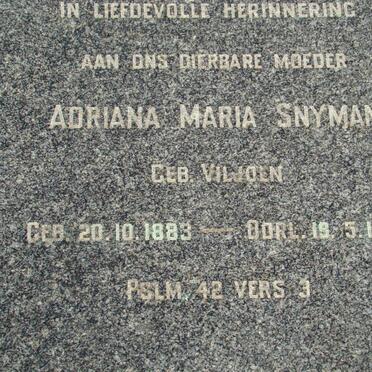 IN LIEFDEVOLLE HERINNERING
AAN ONS DIERBARE MOEDER
ADRIANA MARIA SNYMAN
GEB. VILJOEN
GEB. 20.10.1883 — OORL. 19.5.1
PSLM. 42 VERS 3